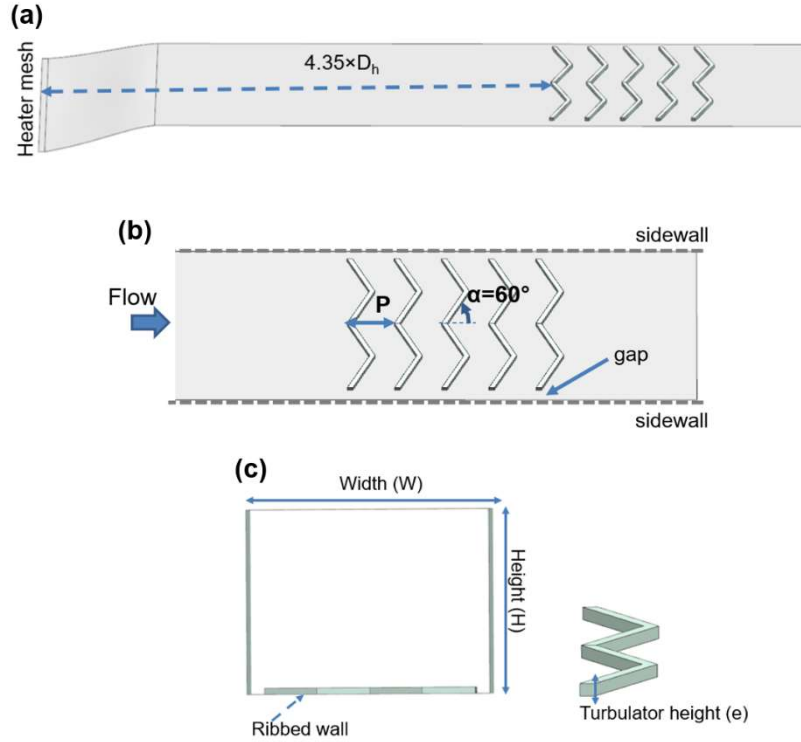 (a)
Heater mesh
4.35×Dₕ
(b)
sidewall
Flow
P
α=60°
gap
sidewall
(c)
Width (W)
Height (H)
Ribbed wall
Turbulator height (e)